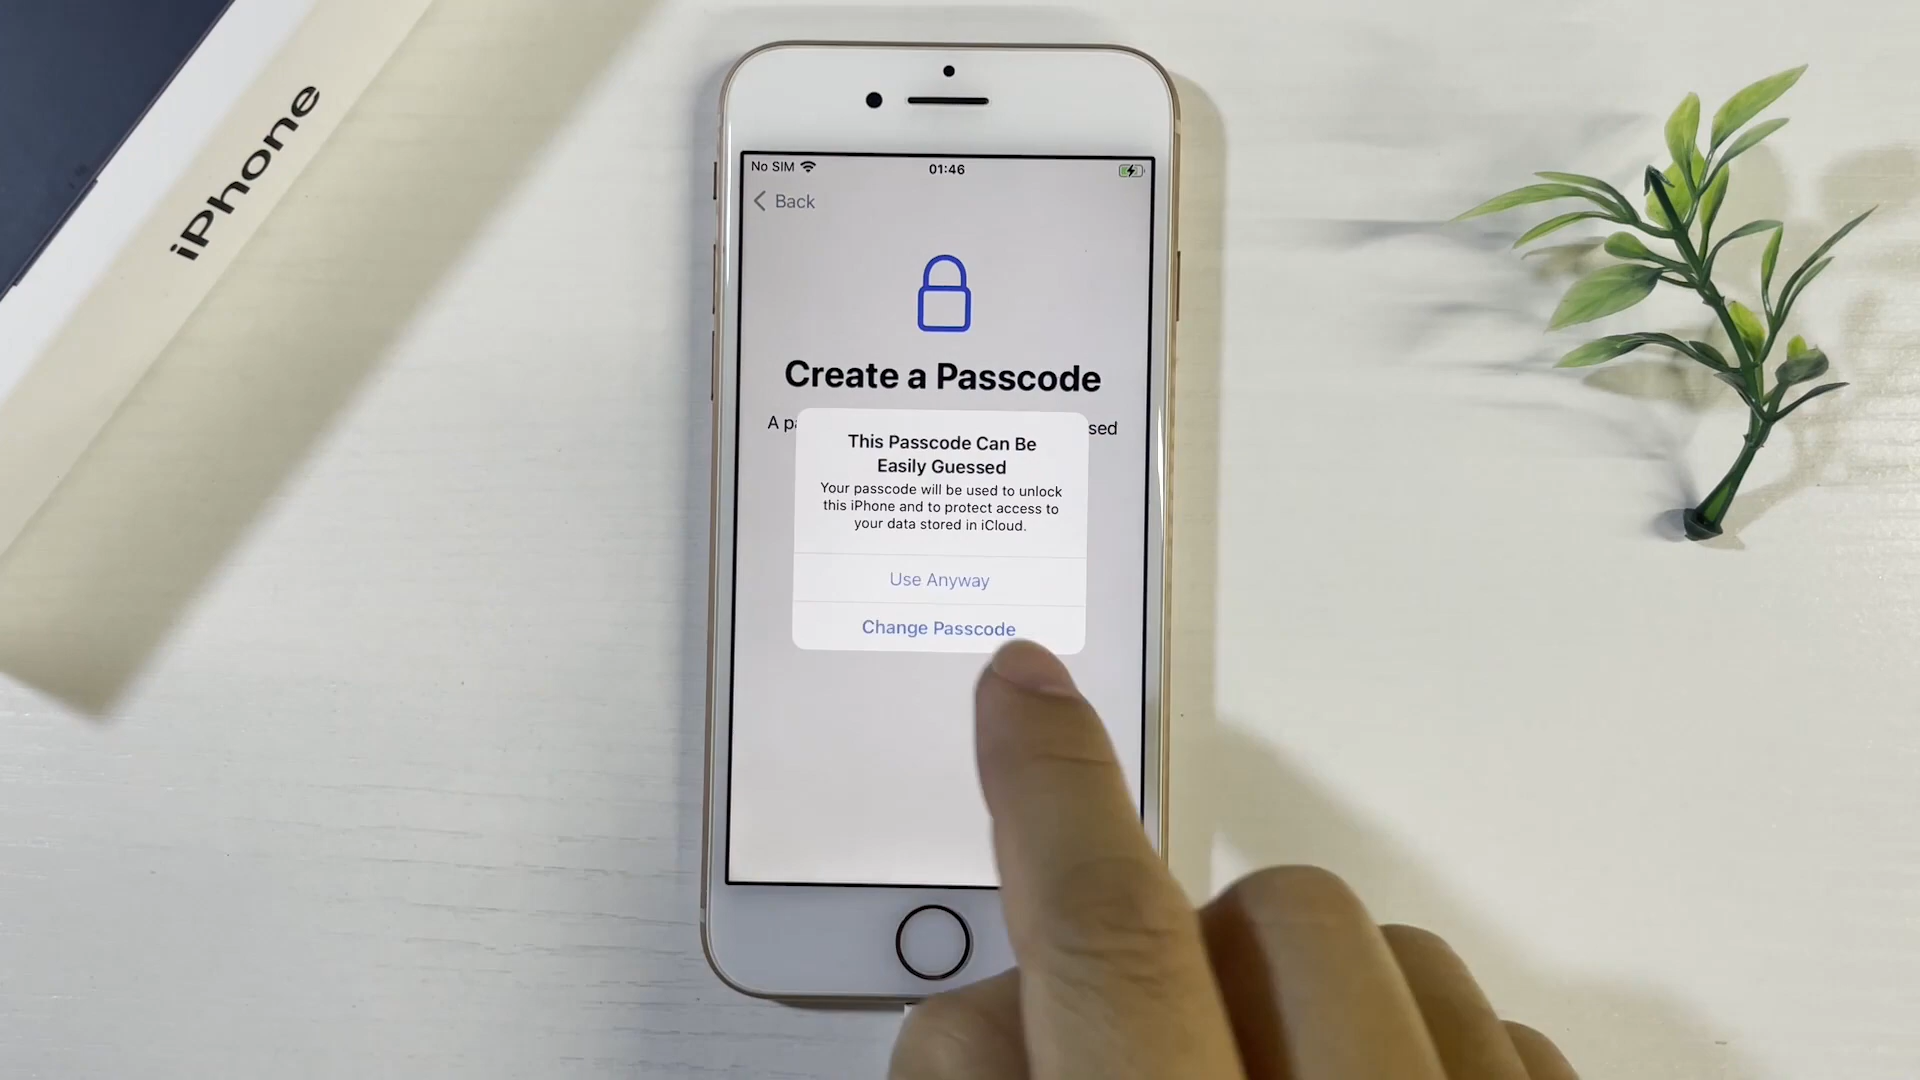 iPhone
No SIM
01:46
Back
Create a Passcode
A pa
sed
This Passcode Can Be
Easily Guessed
Your passcode will be used to unlock
this iPhone and to protect access to
your data stored in iCloud.
Use Anyway
Change Passcode